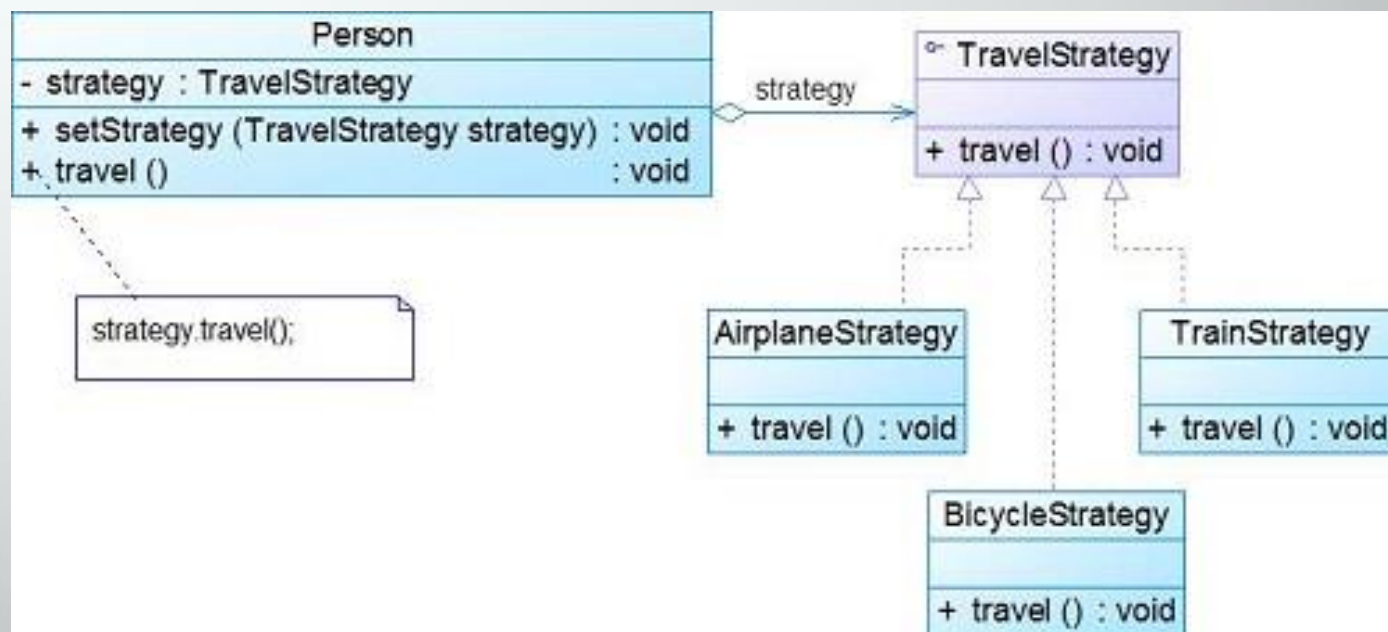 Person
- strategy : TravelStrategy
+ setStrategy (TravelStrategy strategy) : void
+ travel () : void
strategy.travel();
strategy
TravelStrategy
+ travel () : void
AirplaneStrategy
+ travel () : void
TrainStrategy
+ travel () : void
BicycleStrategy
+ travel () : void